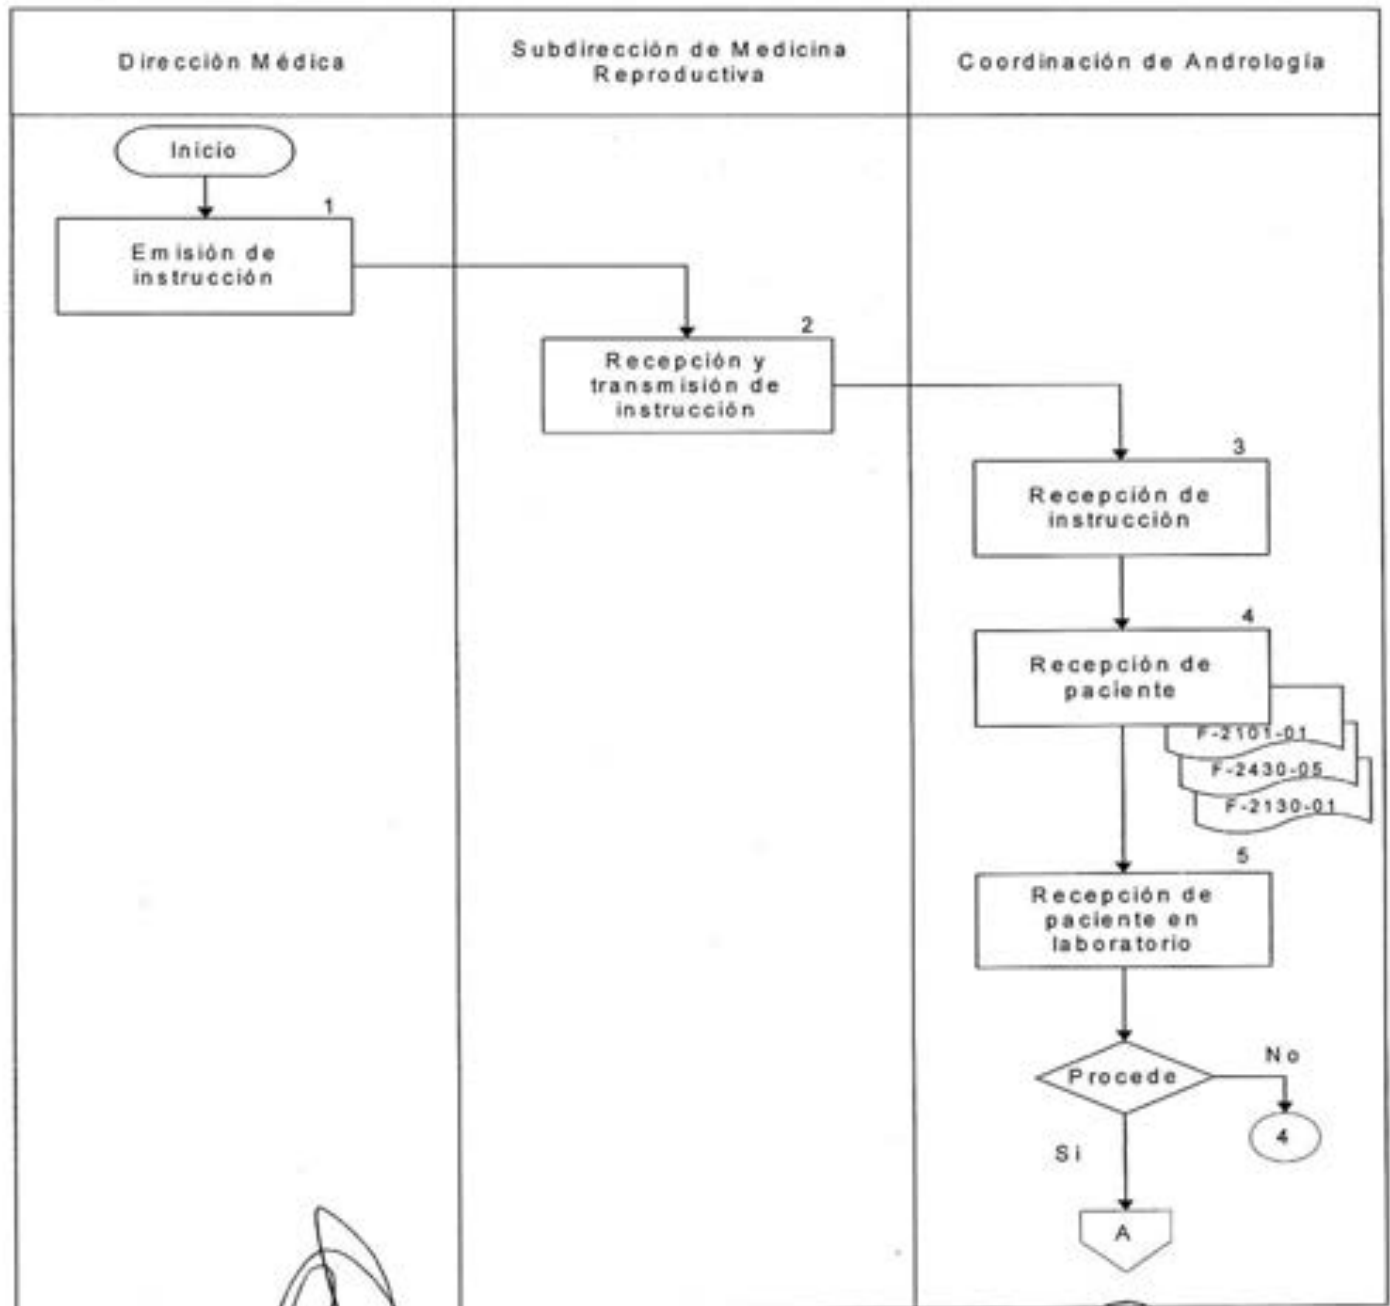 Dirección Médica
Subdirección de Medicina
Reproductiva
Coordinación de Andrología
Inicio
1
Emisión de
instrucción
2
Recepción y
transmisión de
instrucción
3
Recepción de
instrucción
4
Recepción de
paciente
F-2101-01
F-2430-05
F-2130-01
5
Recepción de
paciente en
laboratorio
Procede
No
4
Si
A